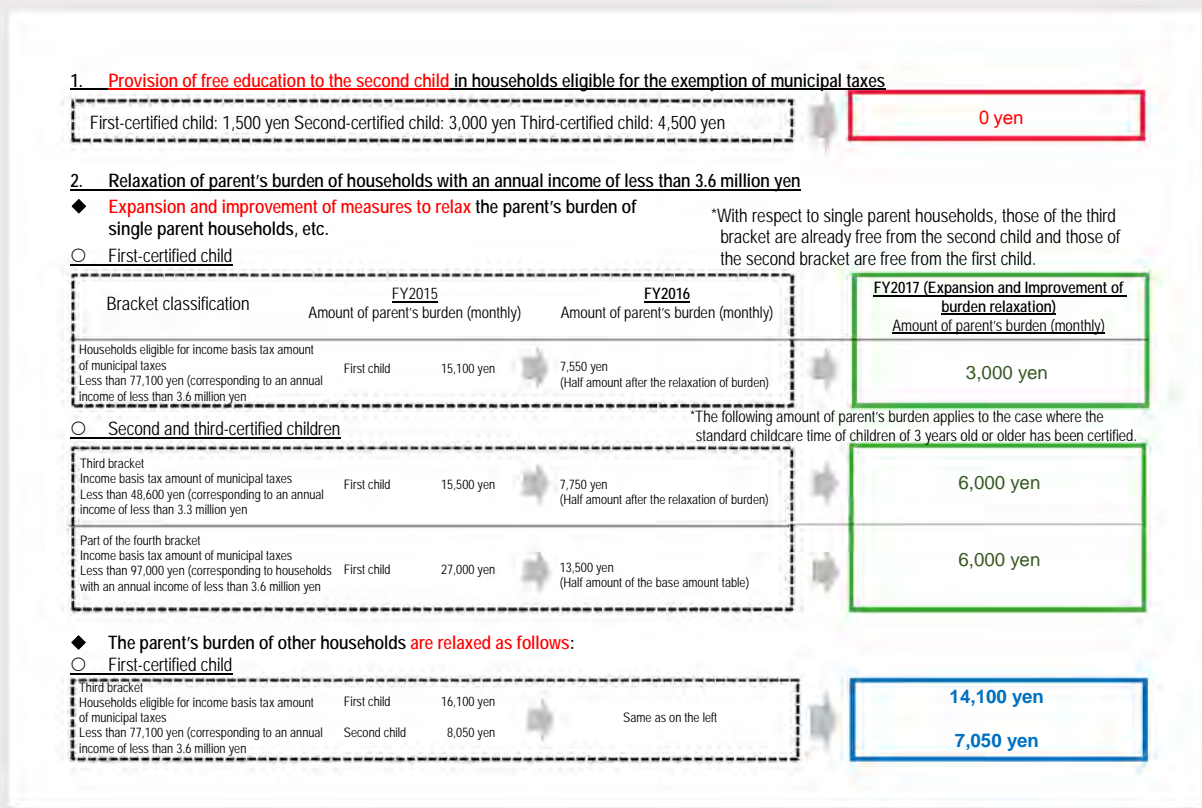 1. Provision of free education to the second child in households eligible for the exemption of municipal taxes
First-certified child: 1,500 yen Second-certified child: 3,000 yen Third-certified child: 4,500 yen
0 yen
2. Relaxation of parent's burden of households with an annual income of less than 3.6 million yen
◆ Expansion and improvement of measures to relax the parent's burden of
single parent households, etc.
*With respect to single parent households, those of the third
bracket are already free from the second child and those of
the second bracket are free from the first child.
○ First-certified child
Bracket classification
FY2015
Amount of parent's burden (monthly)
FY2016
Amount of parent's burden (monthly)
FY2017 (Expansion and Improvement of
burden relaxation)
Amount of parent's burden (monthly)
Households eligible for income basis tax amount
of municipal taxes
Less than 77,100 yen (corresponding to an annual
income of less than 3.6 million yen
First child 15,100 yen
7,550 yen
(Half amount after the relaxation of burden)
3,000 yen
*The following amount of parent's burden applies to the case where the
standard childcare time of children of 3 years old or older has been certified.
○ Second and third-certified children
Third bracket
Income basis tax amount of municipal taxes
Less than 48,600 yen (corresponding to an annual
income of less than 3.3 million yen
First child 15,500 yen
7,750 yen
(Half amount after the relaxation of burden)
6,000 yen
Part of the fourth bracket
Income basis tax amount of municipal taxes
Less than 97,000 yen (corresponding to households
with an annual income of less than 3.6 million yen
First child 27,000 yen
13,500 yen
(Half amount of the base amount table)
6,000 yen
◆ The parent's burden of other households are relaxed as follows:
○ First-certified child
Third bracket
Households eligible for income basis tax amount
of municipal taxes
Less than 77,100 yen (corresponding to an annual
income of less than 3.6 million yen
First child 16,100 yen
Second child 8,050 yen
Same as on the left
14,100 yen
7,050 yen